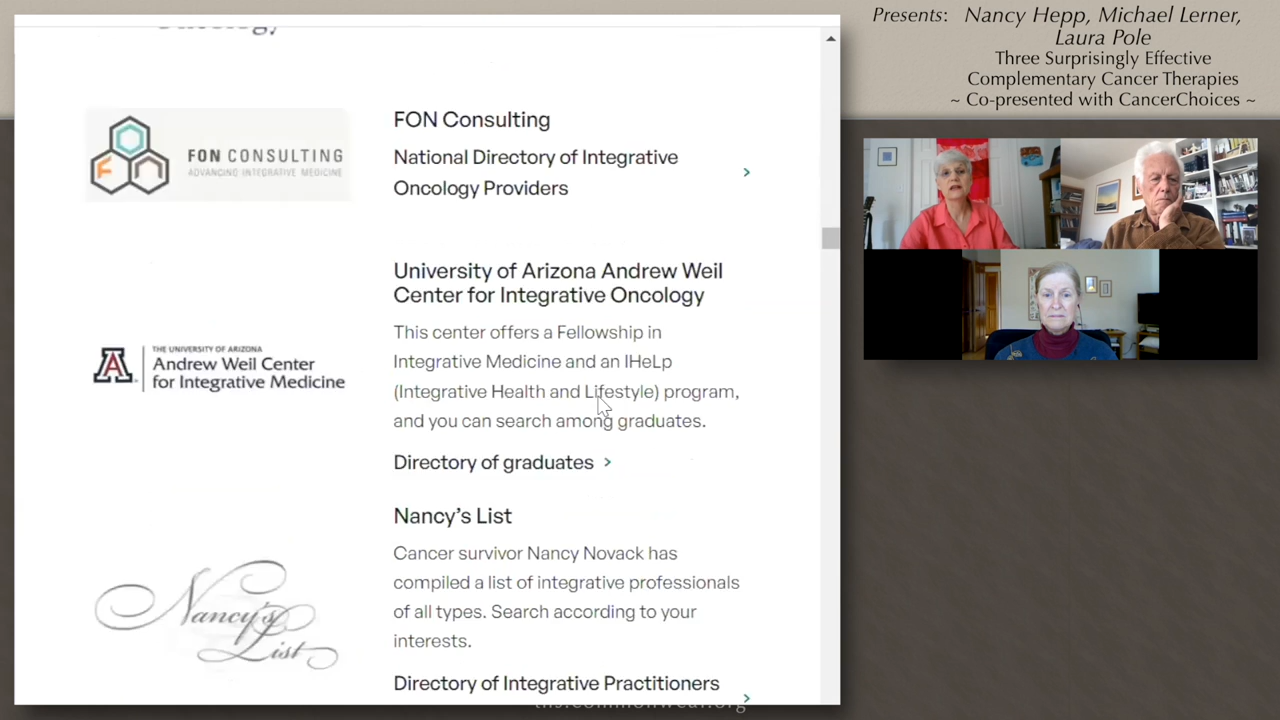 Oncology
FON CONSULTING
ADVANCING INTEGRATIVE MEDICINE
FON Consulting
National Directory of Integrative
Oncology Providers
THE UNIVERSITY OF ARIZONA
Andrew Weil Center
for Integrative Medicine
University of Arizona Andrew Weil
Center for Integrative Oncology
This center offers a Fellowship in
Integrative Medicine and an IHeLp
(Integrative Health and Lifestyle) program,
and you can search among graduates.
Directory of graduates
Nancy's
List
Nancy’s List
Cancer survivor Nancy Novack has
compiled a list of integrative professionals
of all types. Search according to your
interests.
Directory of Integrative Practitioners
tns.commonweal.org
Presents: Nancy Hepp, Michael Lerner,
Laura Pole
Three Surprisingly Effective
Complementary Cancer Therapies
~ Co-presented with CancerChoices ~